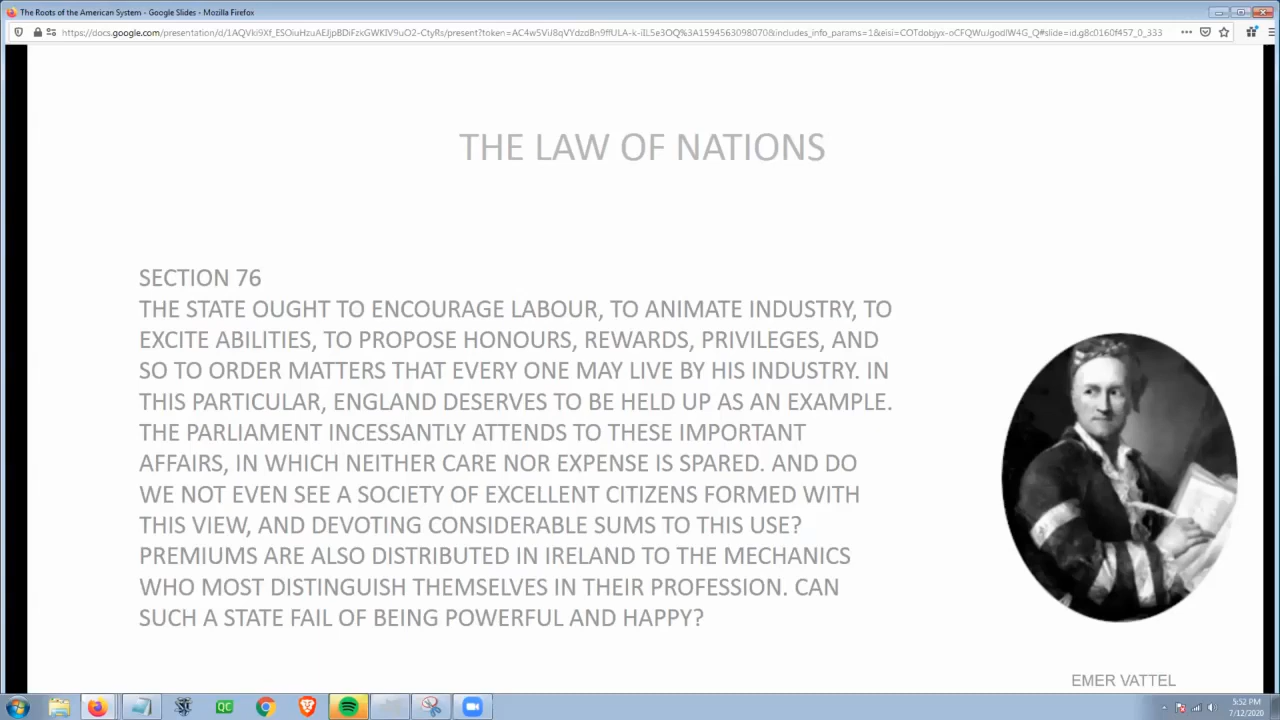 The Roots of the American System - Google Slides - Mozilla Firefox
THE LAW OF NATIONS
SECTION 76
THE STATE OUGHT TO ENCOURAGE LABOUR, TO ANIMATE INDUSTRY, TO
EXCITE ABILITIES, TO PROPOSE HONOURS, REWARDS, PRIVILEGES, AND
SO TO ORDER MATTERS THAT EVERY ONE MAY LIVE BY HIS INDUSTRY. IN
THIS PARTICULAR, ENGLAND DESERVES TO BE HELD UP AS AN EXAMPLE.
THE PARLIAMENT INCESSANTLY ATTENDS TO THESE IMPORTANT
AFFAIRS, IN WHICH NEITHER CARE NOR EXPENSE IS SPARED. AND DO
WE NOT EVEN SEE A SOCIETY OF EXCELLENT CITIZENS FORMED WITH
THIS VIEW, AND DEVOTING CONSIDERABLE SUMS TO THIS USE?
PREMIUMS ARE ALSO DISTRIBUTED IN IRELAND TO THE MECHANICS
WHO MOST DISTINGUISH THEMSELVES IN THEIR PROFESSION. CAN
SUCH A STATE FAIL OF BEING POWERFUL AND HAPPY?
EMER VATTEL
QC
5:52 PM
7/12/2020